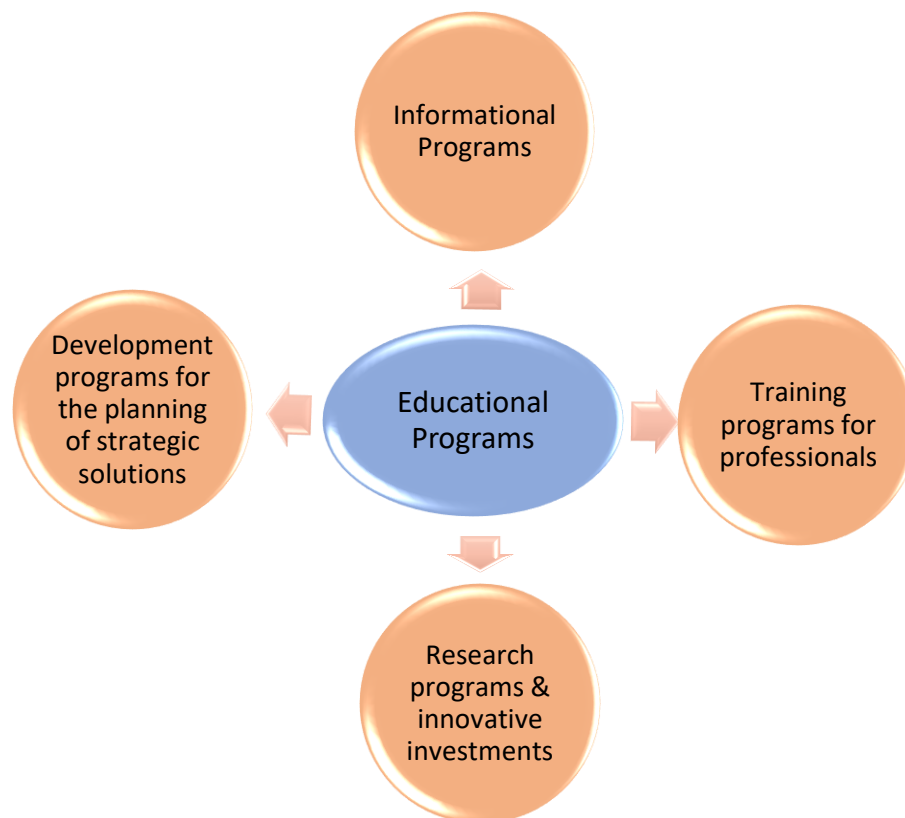 Informational
Programs
Development
programs for
the planning
of strategic
solutions
Educational
Programs
Training
programs for
professionals
Research
programs &
innovative
investments